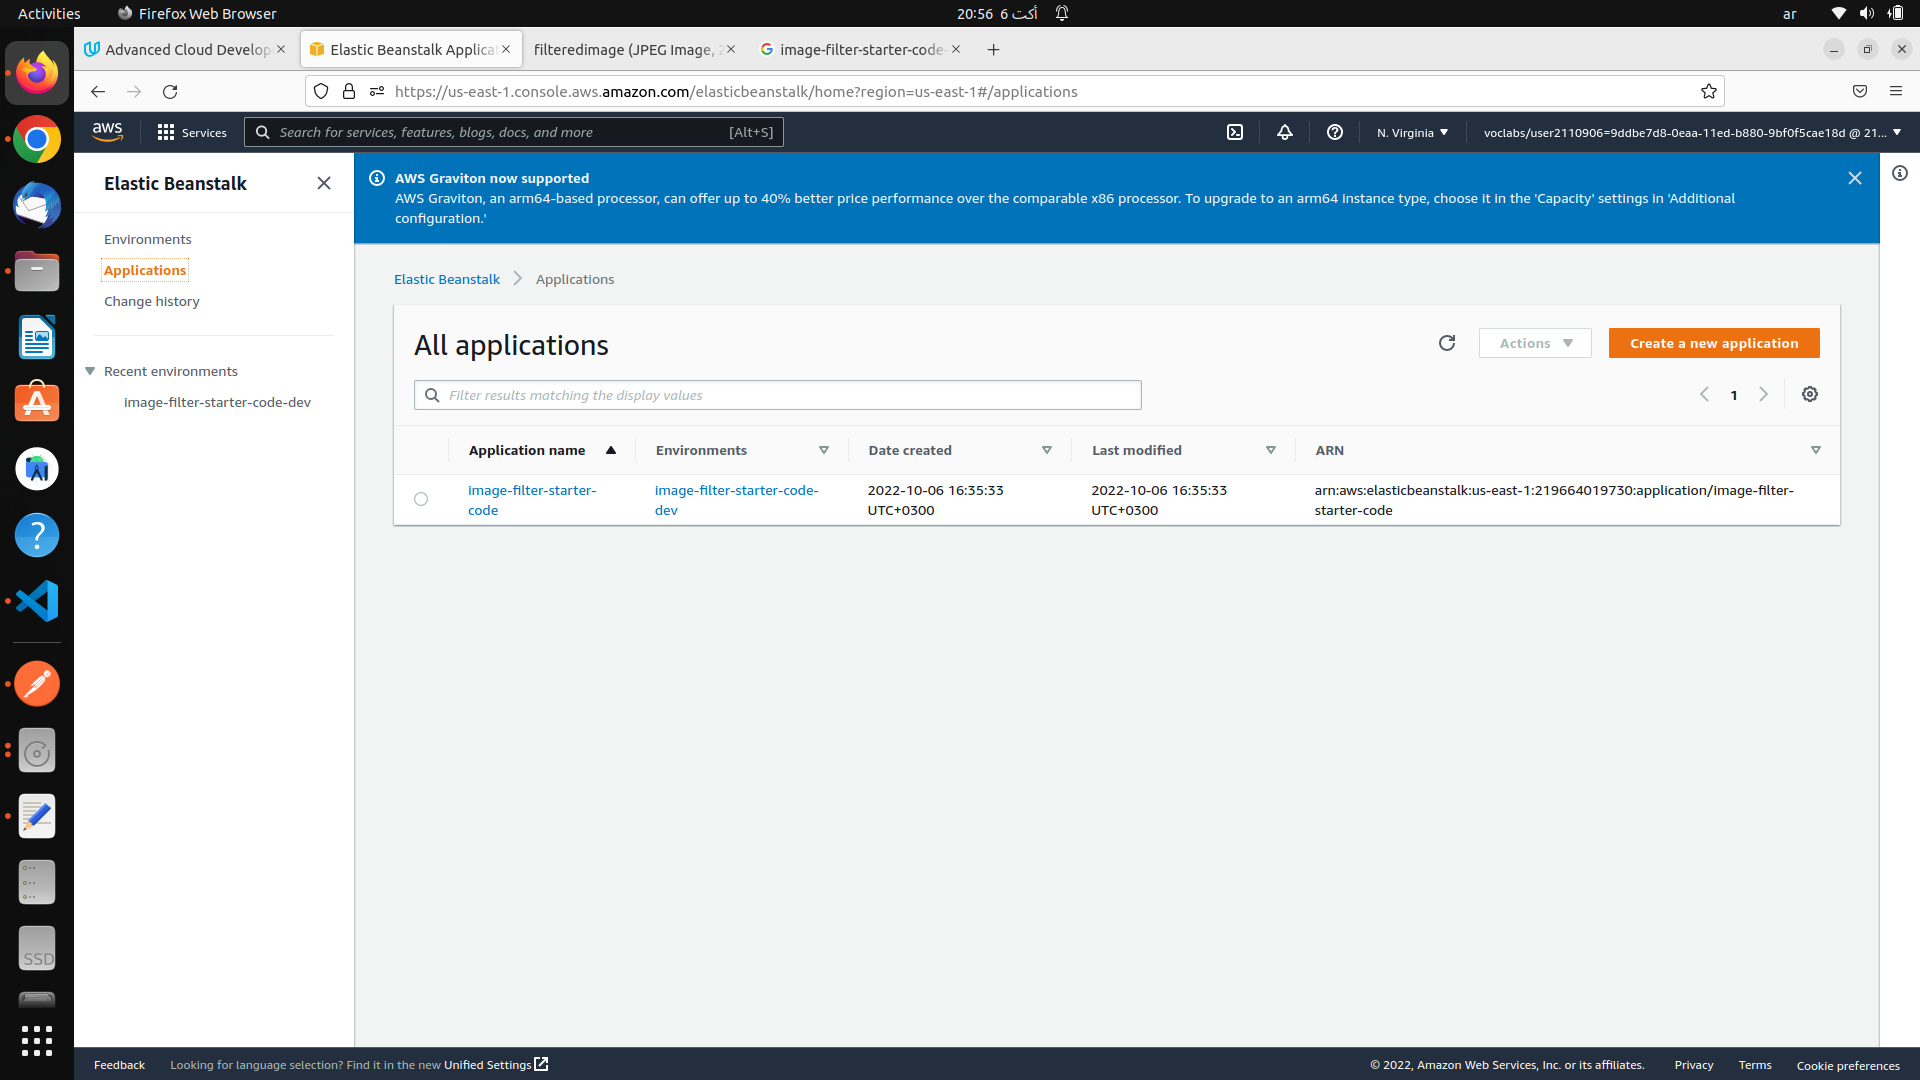 Activities
Firefox Web Browser
20:56 6 أكت
ar
Advanced Cloud Develop
Elastic Beanstalk Applica
filteredimage (JPEG Image, 2
image-filter-starter-code-
https://us-east-1.console.aws.amazon.com/elasticbeanstalk/home?region=us-east-1#/applications
aws
Services
Search for services, features, blogs, docs, and more
[Alt+S]
N. Virginia
voclabs/user2110906=9ddbe7d8-0eaa-11ed-b880-9bf0f5cae18d @ 21...
Elastic Beanstalk
Environments
Applications
Change history
Recent environments
image-filter-starter-code-dev
AWS Graviton now supported
AWS Graviton, an arm64-based processor, can offer up to 40% better price performance over the comparable x86 processor. To upgrade to an arm64 instance type, choose it in the 'Capacity' settings in 'Additional
configuration.'
Elastic Beanstalk
Applications
All applications
Actions
Create a new application
Filter results matching the display values
1
Application name
Environments
Date created
Last modified
ARN
image-filter-starter-
code
image-filter-starter-code-
dev
2022-10-06 16:35:33
UTC+0300
2022-10-06 16:35:33
UTC+0300
arn:aws:elasticbeanstalk:us-east-1:219664019730:application/image-filter-
starter-code
SSD
Feedback
Looking for language selection? Find it in the new Unified Settings
© 2022, Amazon Web Services, Inc. or its affiliates.
Privacy
Terms
Cookie preferences